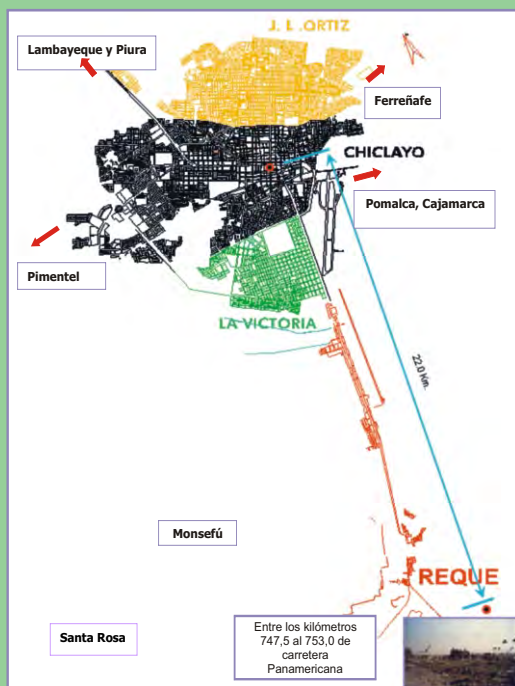 J. L. ORTIZ
Lambayeque y Piura
Ferreñafe
CHICLAYO
Pomalca, Cajamarca
Pimentel
LA VICTORIA
22.0 Km.
Monsefú
REQUE
Santa Rosa
Entre los kilómetros
747,5 al 753,0 de
carretera
Panamericana